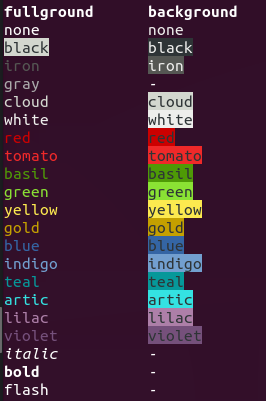 fullground background
none none
black black
iron iron
gray -
cloud cloud
white white
red red
tomato tomato
basil basil
green green
yellow yellow
gold gold
blue blue
indigo indigo
teal teal
artic artic
lilac lilac
violet violet
italic -
bold -
flash -